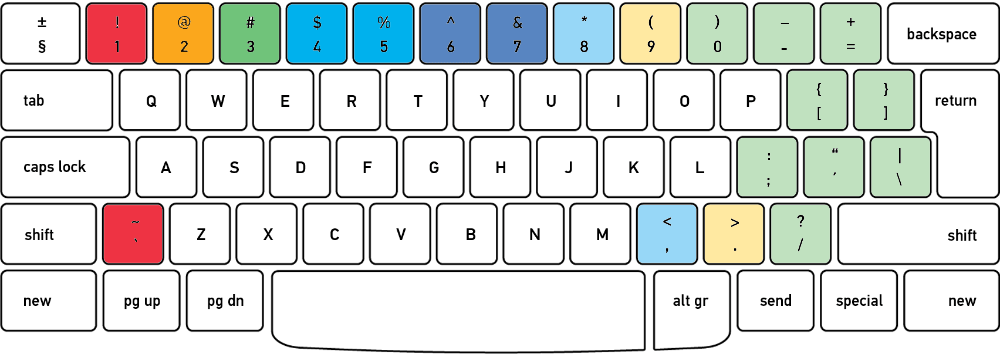 ± ! @ # $ % ^ & * ( ) – +
§ 1 2 3 4 5 6 7 8 9 0 - = backspace
tab Q W E R T Y U I O P { } return
[ ]
caps lock A S D F G H J K L : “ |
; ′ \
shift ~ Z X C V B N M < > ? shift
` , . /
new pg up pg dn alt gr send special new